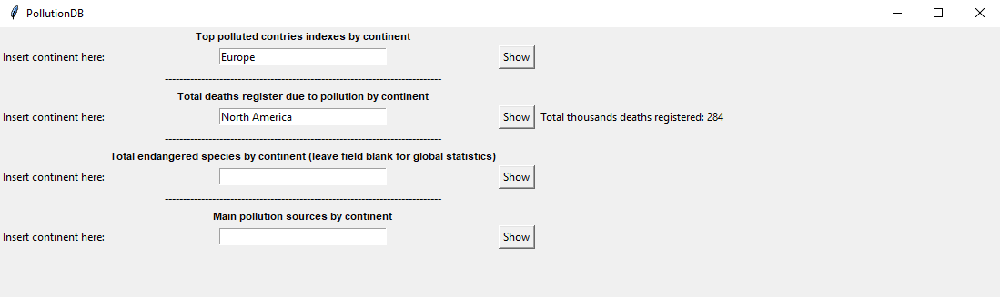 PollutionDB
Top polluted contries indexes by continent
Insert continent here: Europe Show
----------------------------------------------------------------------------
Total deaths register due to pollution by continent
Insert continent here: North America Show Total thousands deaths registered: 284
----------------------------------------------------------------------------
Total endangered species by continent (leave field blank for global statistics)
Insert continent here: Show
----------------------------------------------------------------------------
Main pollution sources by continent
Insert continent here: Show